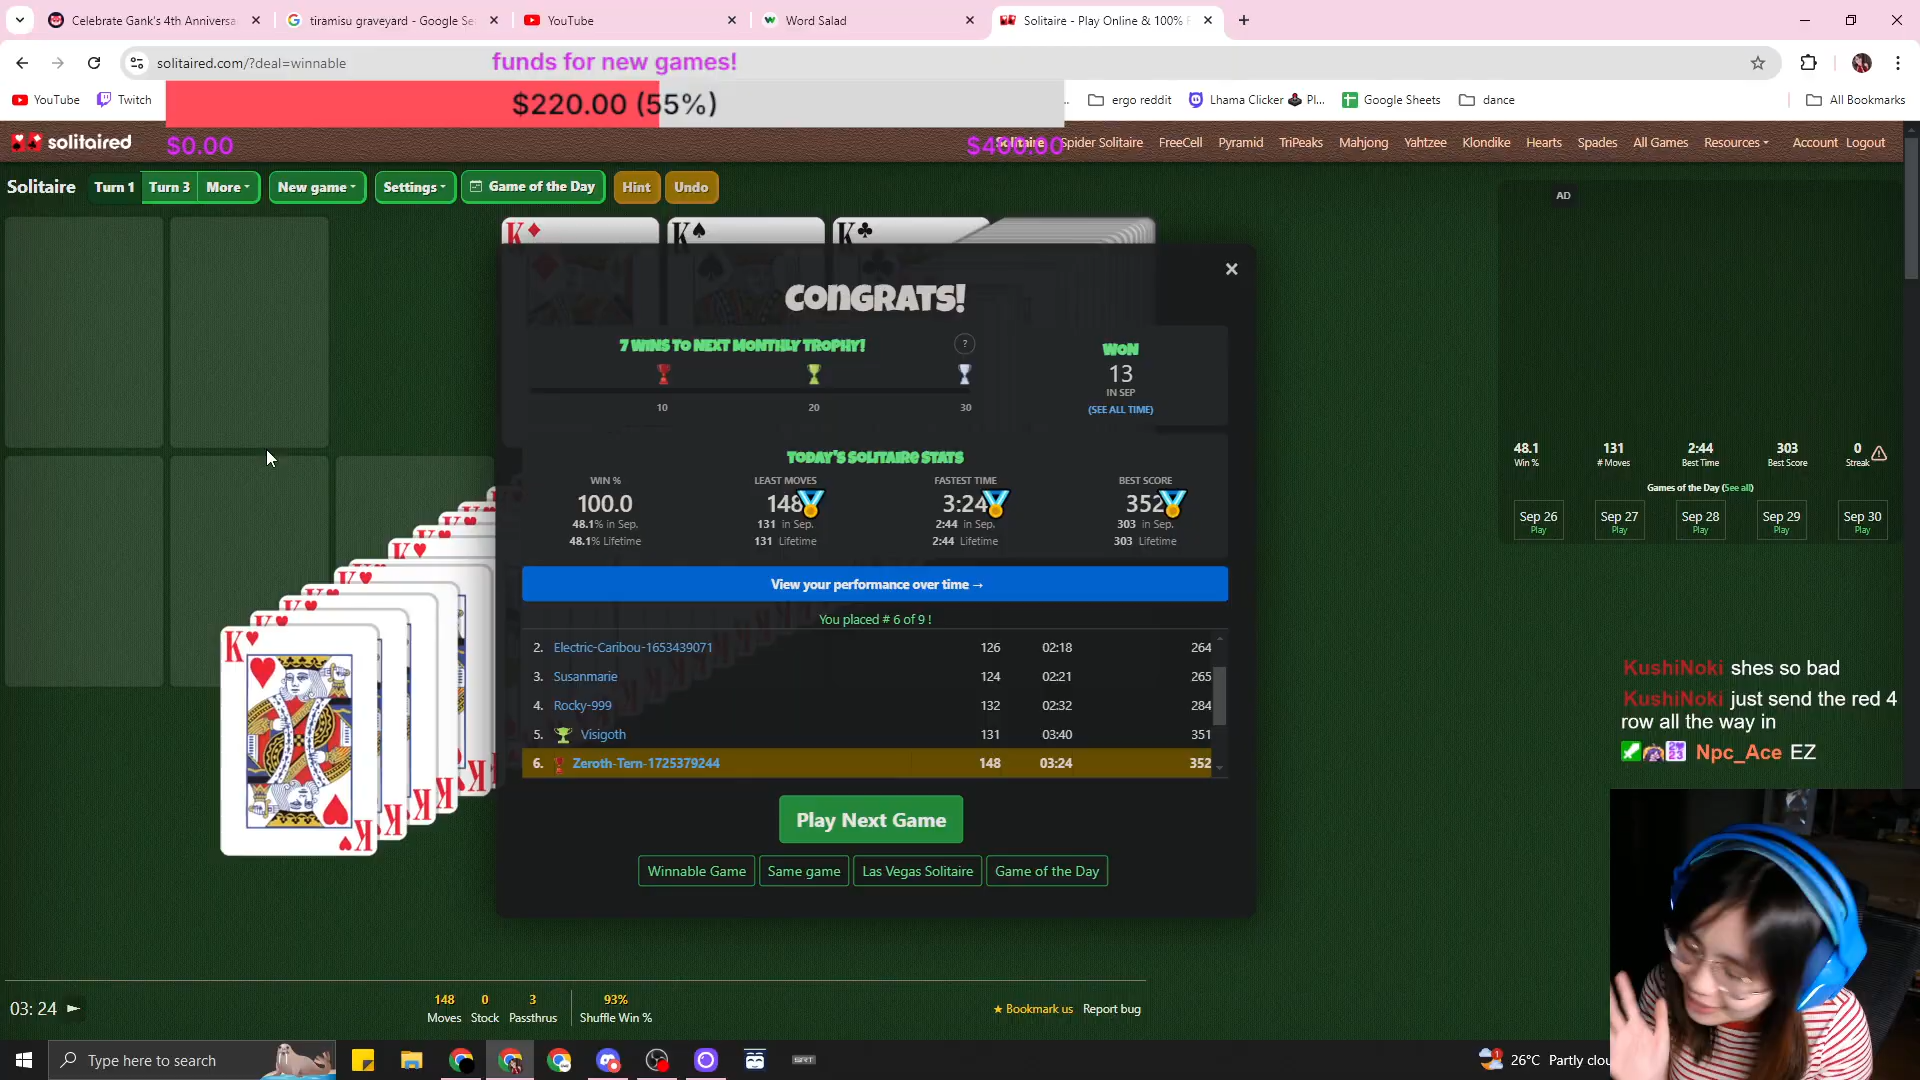 Celebrate Gank's 4th Anniversa
tiramisu graveyard - Google Se
YouTube
Word Salad
Solitaire - Play Online & 100% F
solitaired.com/?deal=winnable
funds for new games!
YouTube
Twitch
$220.00 (55%)
ergo reddit
Lhama Clicker
Pl...
Google Sheets
dance
All Bookmarks
solitaired
$0.00
$400.00
Solitaire
Spider Solitaire
FreeCell
Pyramid
TriPeaks
Mahjong
Yahtzee
Klondike
Hearts
Spades
All Games
Resources
Account
Logout
Solitaire
Turn 1
Turn 3
More
New game
Settings
Game of the Day
Hint
Undo
AD
K
K
K
CONGRATS!
7 WINS TO NEXT MONTHLY TROPHY!
?
10
20
30
WON
13
IN SEP
(SEE ALL TIME)
TODAY'S SOLITAIRE STATS
WIN %
LEAST MOVES
FASTEST TIME
BEST SCORE
100.0
148
3:24
352
48.1% in Sep.
131 in Sep.
2:44 in Sep.
303 in Sep.
48.1% Lifetime
131 Lifetime
2:44 Lifetime
303 Lifetime
View your performance over time →
You placed # 6 of 9 !
2. Electric-Caribou-1653439071 126 02:18 264
3. Susanmarie 124 02:21 265
4. Rocky-999 132 02:32 284
5. Visigoth 131 03:40 351
6. Zeroth-Tern-1725379244 148 03:24 352
Play Next Game
Winnable Game
Same game
Las Vegas Solitaire
Game of the Day
48.1
131
2:44
303
0
Win %
# Moves
Best Time
Best Score
Streak
Games of the Day (See all)
Sep 26
Sep 27
Sep 28
Sep 29
Sep 30
Play
Play
Play
Play
Play
K
K
K
K
K
K
K
K
K
KushiNoki shes so bad
KushiNoki just send the red 4
row all the way in
Npc_Ace EZ
03: 24
148
0
3
93%
Moves
Stock
Passthrus
Shuffle Win %
Bookmark us
Report bug
Type here to search
26°C Partly clou